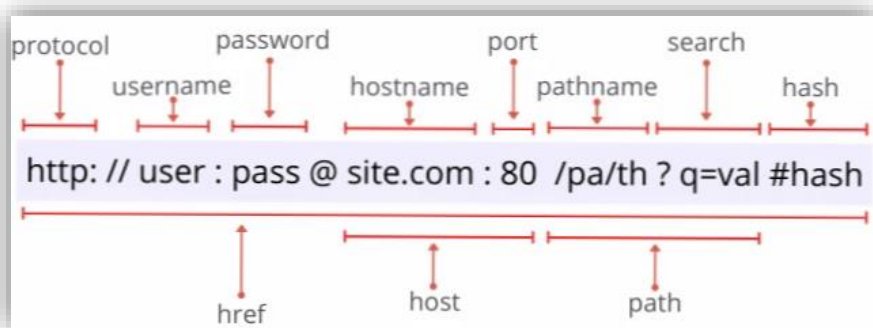 protocol password port search
username hostname pathname hash
http: // user : pass @ site.com : 80 /pa/th ? q=val #hash
href host path